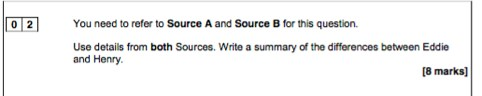 0 2 You need to refer to Source A and Source B for this question.
Use details from both Sources. Write a summary of the differences between Eddie
and Henry.
[8 marks]